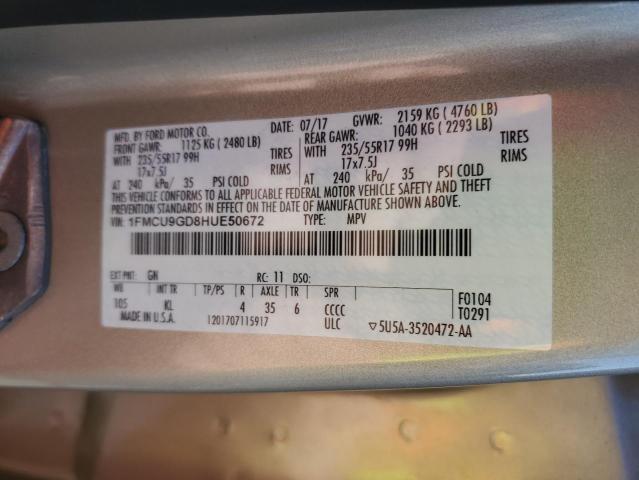 MFD. BY FORD MOTOR CO. DATE: 07/17 GVWR: 2159 KG ( 4760 LB)
FRONT GAWR: 1125 KG ( 2480 LB) REAR GAWR: 1040 KG ( 2293 LB)
WITH 235/55R17 99H TIRES WITH 235/55R17 99H TIRES
17x7.5J RIMS 17x7.5J RIMS
AT 240 kPa/ 35 PSI COLD AT 240 kPa/ 35 PSI COLD
THIS VEHICLE CONFORMS TO ALL APPLICABLE FEDERAL MOTOR VEHICLE SAFETY AND THEFT
PREVENTION STANDARDS IN EFFECT ON THE DATE OF MANUFACTURE SHOWN ABOVE.
VIN: 1FMCU9GD8HUE50672 TYPE: MPV
EXT PNT: GN RC: 11 DSO:
WB INT TR TP/PS R AXLE TR SPR F0104
105 KL 4 35 6 CCCC T0291
MADE IN U.S.A. 1201707115917 ULC ▽5U5A-3520472-AA